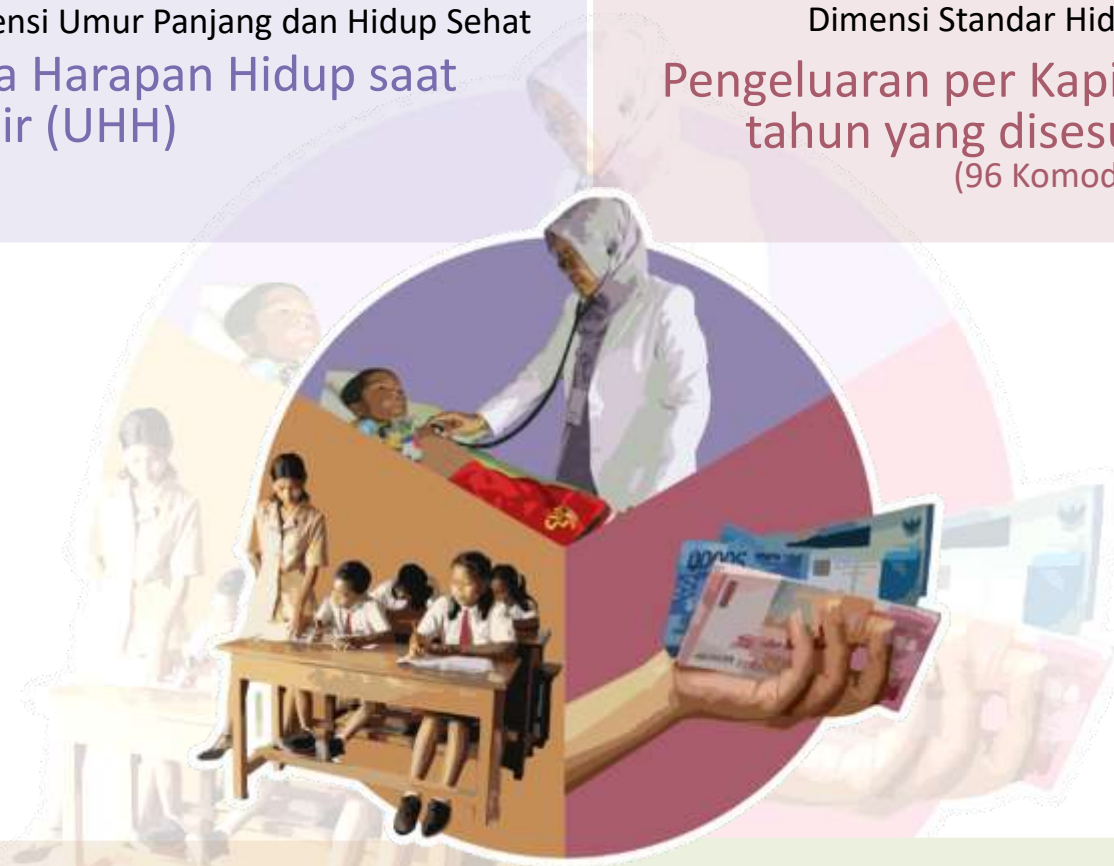 ensi Umur Panjang dan Hidup Sehat
a Harapan Hidup saat
ir (UHH)
Dimensi Standar Hid
Pengeluaran per Kapi
tahun yang disesu
(96 Komod